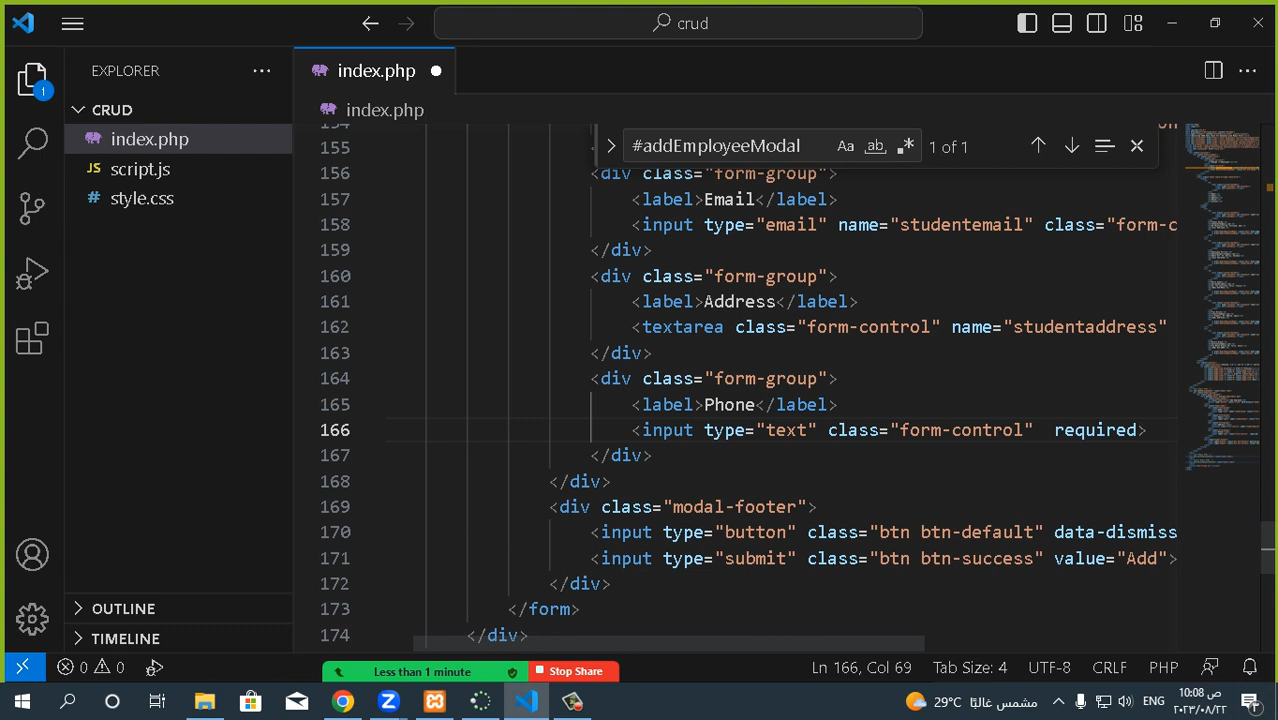 crud
EXPLORER
index.php
CRUD
index.php
index.php
script.js
style.css
#addEmployeeModal
Aa
ab
1 of 1
155
156 <div class="form-group">
157 <label>Email</label>
158 <input type="email" name="studentemail" class="form-c
159 </div>
160 <div class="form-group">
161 <label>Address</label>
162 <textarea class="form-control" name="studentaddress"
163 </div>
164 <div class="form-group">
165 <label>Phone</label>
166 <input type="text" class="form-control"  required>
167 </div>
168 </div>
169 <div class="modal-footer">
170 <input type="button" class="btn btn-default" data-dismiss
171 <input type="submit" class="btn btn-success" value="Add">
172 </div>
173 </form>
174 </div>
1
OUTLINE
TIMELINE
0 0
Less than 1 minute
Stop Share
Ln 166, Col 69 Tab Size: 4 UTF-8 CRLF PHP
29°C مشمس غالبًا
ENG
10:08 ص
٢٠٢٣/٠٨/٢٢
1